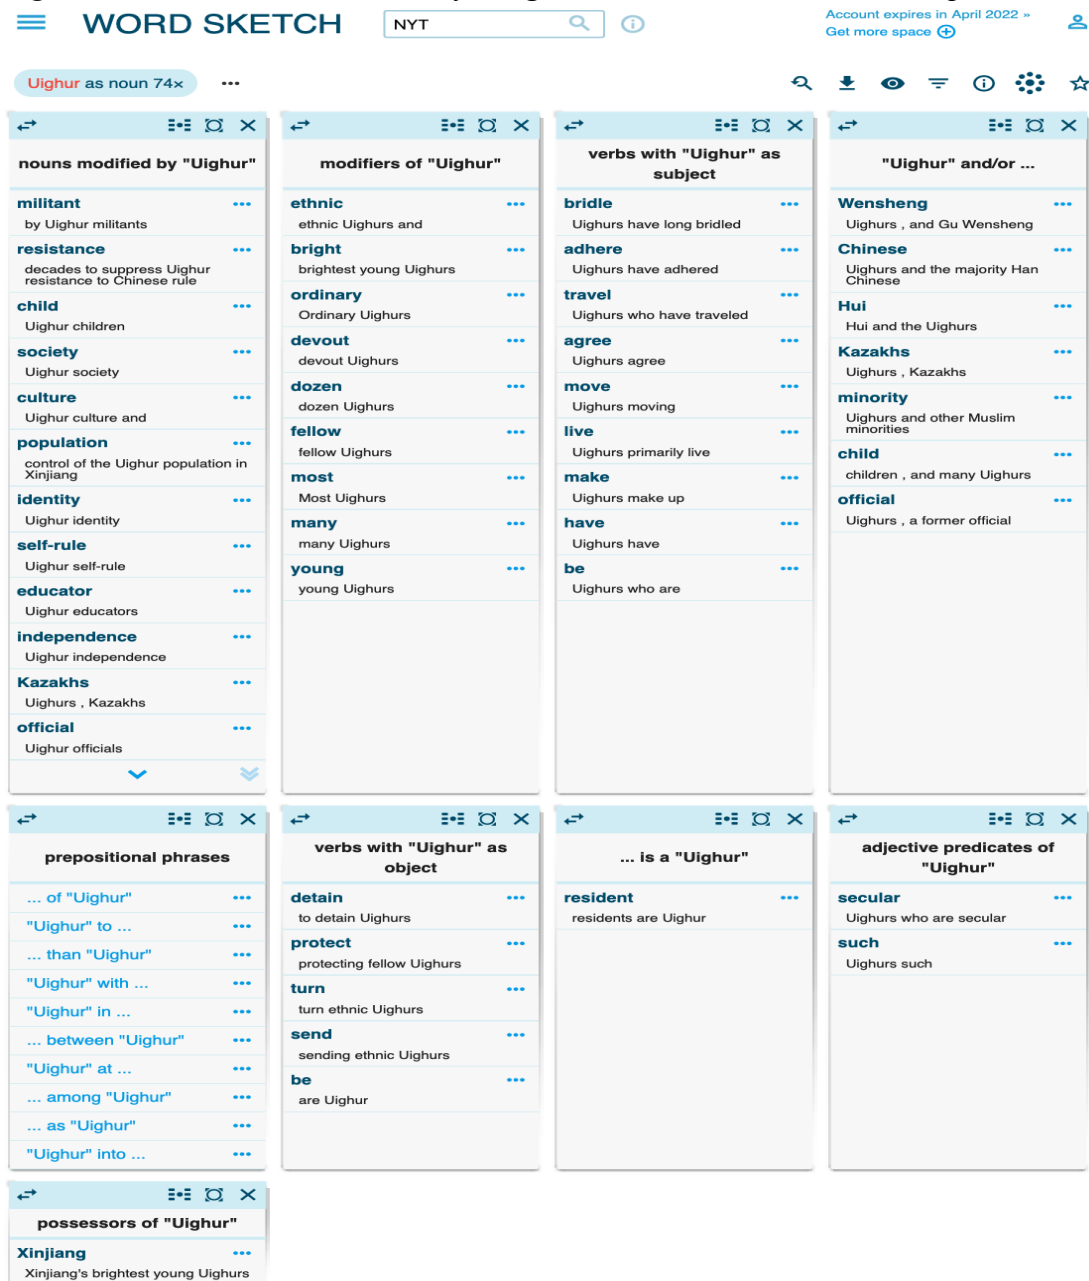 WORD SKETCH
NYT
Account expires in April 2022 »
Get more space
Uighur as noun 74×
nouns modified by "Uighur"
militant
by Uighur militants
resistance
decades to suppress Uighur
resistance to Chinese rule
child
Uighur children
society
Uighur society
culture
Uighur culture and
population
control of the Uighur population in
Xinjiang
identity
Uighur identity
self-rule
Uighur self-rule
educator
Uighur educators
independence
Uighur independence
Kazakhs
Uighurs , Kazakhs
official
Uighur officials
modifiers of "Uighur"
ethnic
ethnic Uighurs and
bright
brightest young Uighurs
ordinary
Ordinary Uighurs
devout
devout Uighurs
dozen
dozen Uighurs
fellow
fellow Uighurs
most
Most Uighurs
many
many Uighurs
young
young Uighurs
verbs with "Uighur" as
subject
bridle
Uighurs have long bridled
adhere
Uighurs have adhered
travel
Uighurs who have traveled
agree
Uighurs agree
move
Uighurs moving
live
Uighurs primarily live
make
Uighurs make up
have
Uighurs have
be
Uighurs who are
"Uighur" and/or ...
Wensheng
Uighurs , and Gu Wensheng
Chinese
Uighurs and the majority Han
Chinese
Hui
Hui and the Uighurs
Kazakhs
Uighurs , Kazakhs
minority
Uighurs and other Muslim
minorities
child
children , and many Uighurs
official
Uighurs , a former official
prepositional phrases
... of "Uighur"
"Uighur" to ...
... than "Uighur"
"Uighur" with ...
"Uighur" in ...
... between "Uighur"
"Uighur" at ...
... among "Uighur"
... as "Uighur"
"Uighur" into ...
verbs with "Uighur" as
object
detain
to detain Uighurs
protect
protecting fellow Uighurs
turn
turn ethnic Uighurs
send
sending ethnic Uighurs
be
are Uighur
... is a "Uighur"
resident
residents are Uighur
adjective predicates of
"Uighur"
secular
Uighurs who are secular
such
Uighurs such
possessors of "Uighur"
Xinjiang
Xinjiang's brightest young Uighurs